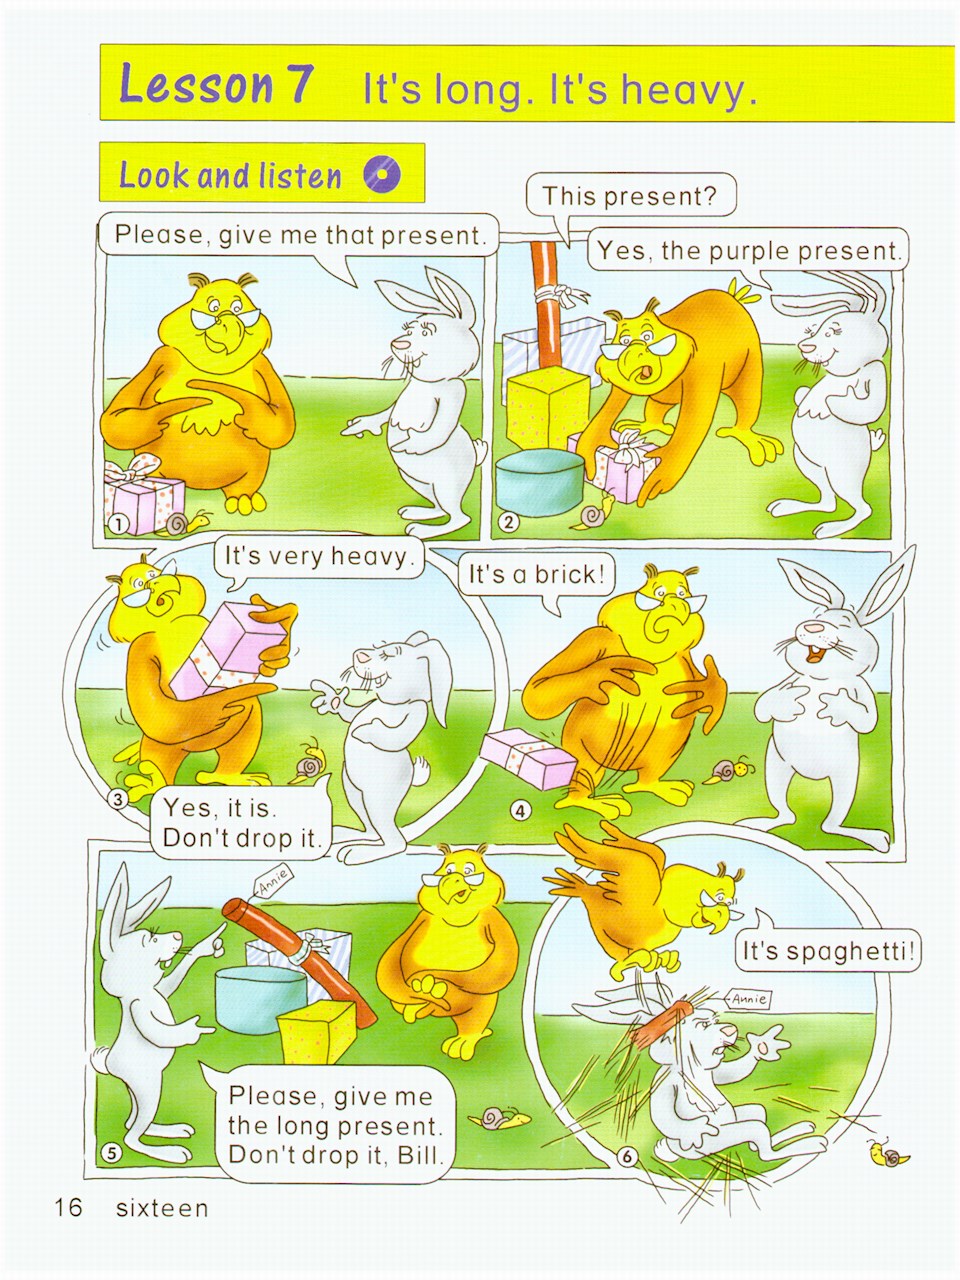 Lesson 7 It's long. It's heavy.
Look and listen
Please, give me that present.
1
This present?
Yes, the purple present.
2
It's very heavy.
Yes, it is.
Don't drop it.
3
It's a brick!
4
Annie
Please, give me
the long present.
Don't drop it, Bill.
5
It's spaghetti!
Annie
6
16 sixteen